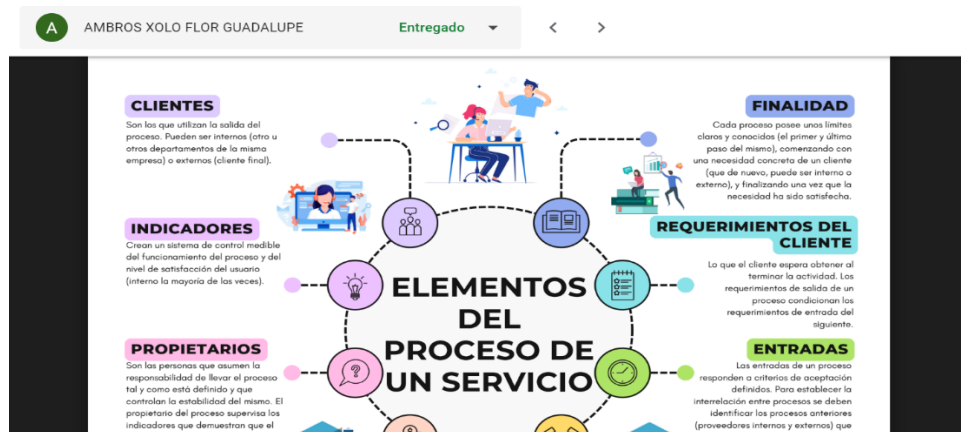 A
AMBROS XOLO FLOR GUADALUPE
Entregado
CLIENTES
Son los que utilizan la salida del
proceso. Pueden ser internos (otro u
otros departamentos de la misma
empresa) o externos (cliente final).
INDICADORES
Crean un sistema de control medible
del funcionamiento del proceso y del
nivel de satisfacción del usuario
(interno la mayoría de las veces).
PROPIETARIOS
Son las personas que asumen la
responsabilidad de llevar el proceso
tal y como está definido y que
controlan la estabilidad del mismo. El
propietario del proceso supervisa los
indicadores que demuestran que el
ELEMENTOS
DEL
PROCESO DE
UN SERVICIO
FINALIDAD
Cada proceso posee unos límites
claros y conocidos (el primer y último
paso del mismo), comenzando con
una necesidad concreta de un cliente
(que de nuevo, puede ser interno o
externo), y finalizando una vez que la
necesidad ha sido satisfecha.
REQUERIMIENTOS DEL
CLIENTE
Lo que el cliente espera obtener al
terminar la actividad. Los
requerimientos de salida de un
proceso condicionan los
requerimientos de entrada del
siguiente.
ENTRADAS
Las entradas de un proceso
responden a criterios de aceptación
definidos. Para establecer la
interrelación entre procesos se deben
identificar los procesos anteriores
(proveedores internos y externos) que